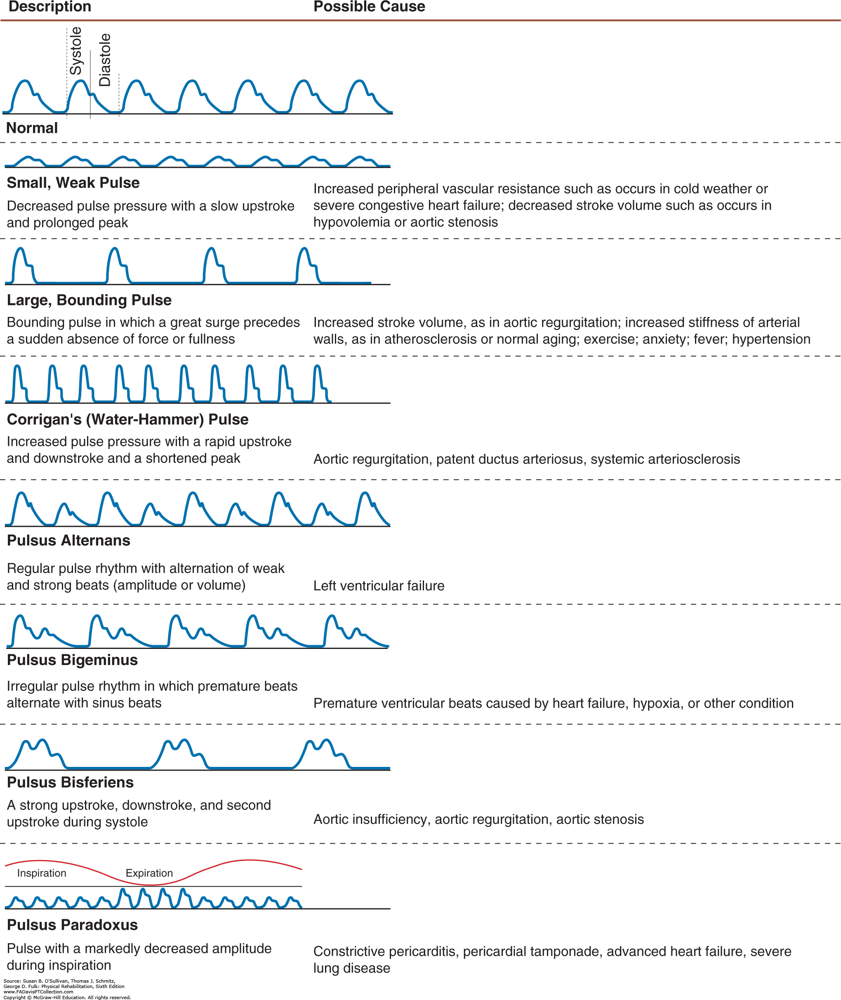 Description
Possible Cause
Systole
Diastole
Normal
Small, Weak Pulse
Decreased pulse pressure with a slow upstroke
and prolonged peak
Increased peripheral vascular resistance such as occurs in cold weather or
severe congestive heart failure; decreased stroke volume such as occurs in
hypovolemia or aortic stenosis
Large, Bounding Pulse
Bounding pulse in which a great surge precedes
a sudden absence of force or fullness
Increased stroke volume, as in aortic regurgitation; increased stiffness of arterial
walls, as in atherosclerosis or normal aging; exercise; anxiety; fever; hypertension
Corrigan's (Water-Hammer) Pulse
Increased pulse pressure with a rapid upstroke
and downstroke and a shortened peak
Aortic regurgitation, patent ductus arteriosus, systemic arteriosclerosis
Pulsus Alternans
Regular pulse rhythm with alternation of weak
and strong beats (amplitude or volume)
Left ventricular failure
Pulsus Bigeminus
Irregular pulse rhythm in which premature beats
alternate with sinus beats
Premature ventricular beats caused by heart failure, hypoxia, or other condition
Pulsus Bisferiens
A strong upstroke, downstroke, and second
upstroke during systole
Aortic insufficiency, aortic regurgitation, aortic stenosis
Inspiration
Expiration
Pulsus Paradoxus
Pulse with a markedly decreased amplitude
during inspiration
Constrictive pericarditis, pericardial tamponade, advanced heart failure, severe
lung disease
Source: Susan B. O'Sullivan, Thomas J. Schmitz,
George D. Fulk: Physical Rehabilitation, Sixth Edition
www.FADavisPTCollection.com
Copyright © McGraw-Hill Education. All rights reserved.